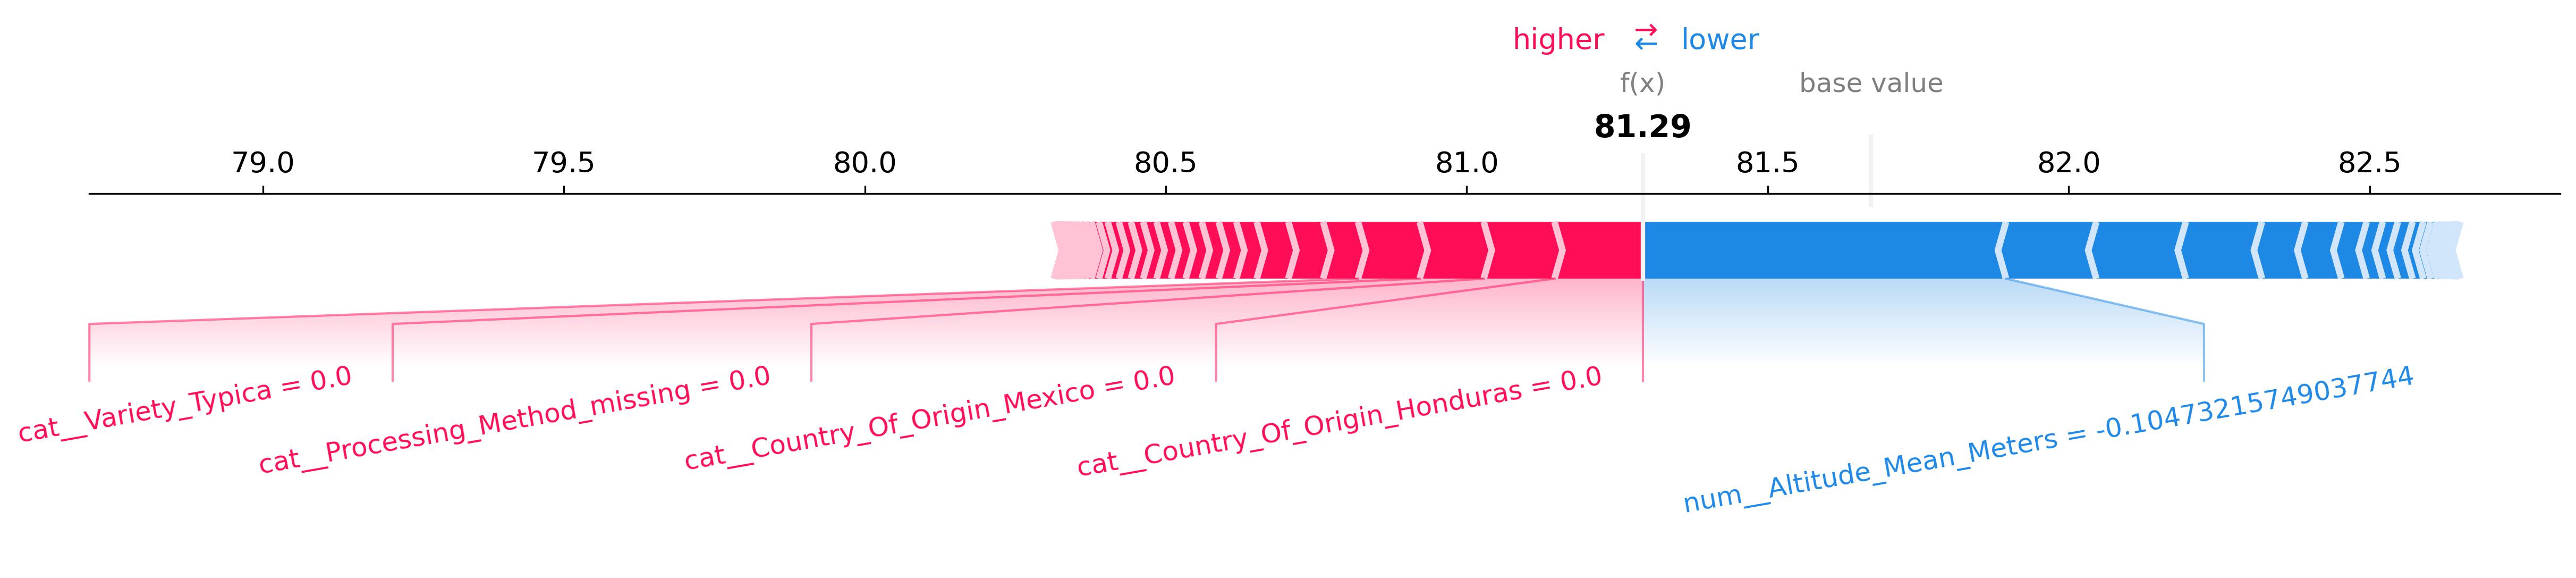 higher ⇄ lower
f(x) base value
81.29
79.0 79.5 80.0 80.5 81.0 81.5 82.0 82.5
cat__Variety_Typica = 0.0
cat__Processing_Method_missing = 0.0
cat__Country_Of_Origin_Mexico = 0.0
cat__Country_Of_Origin_Honduras = 0.0
num__Altitude_Mean_Meters = -0.10473215749037744